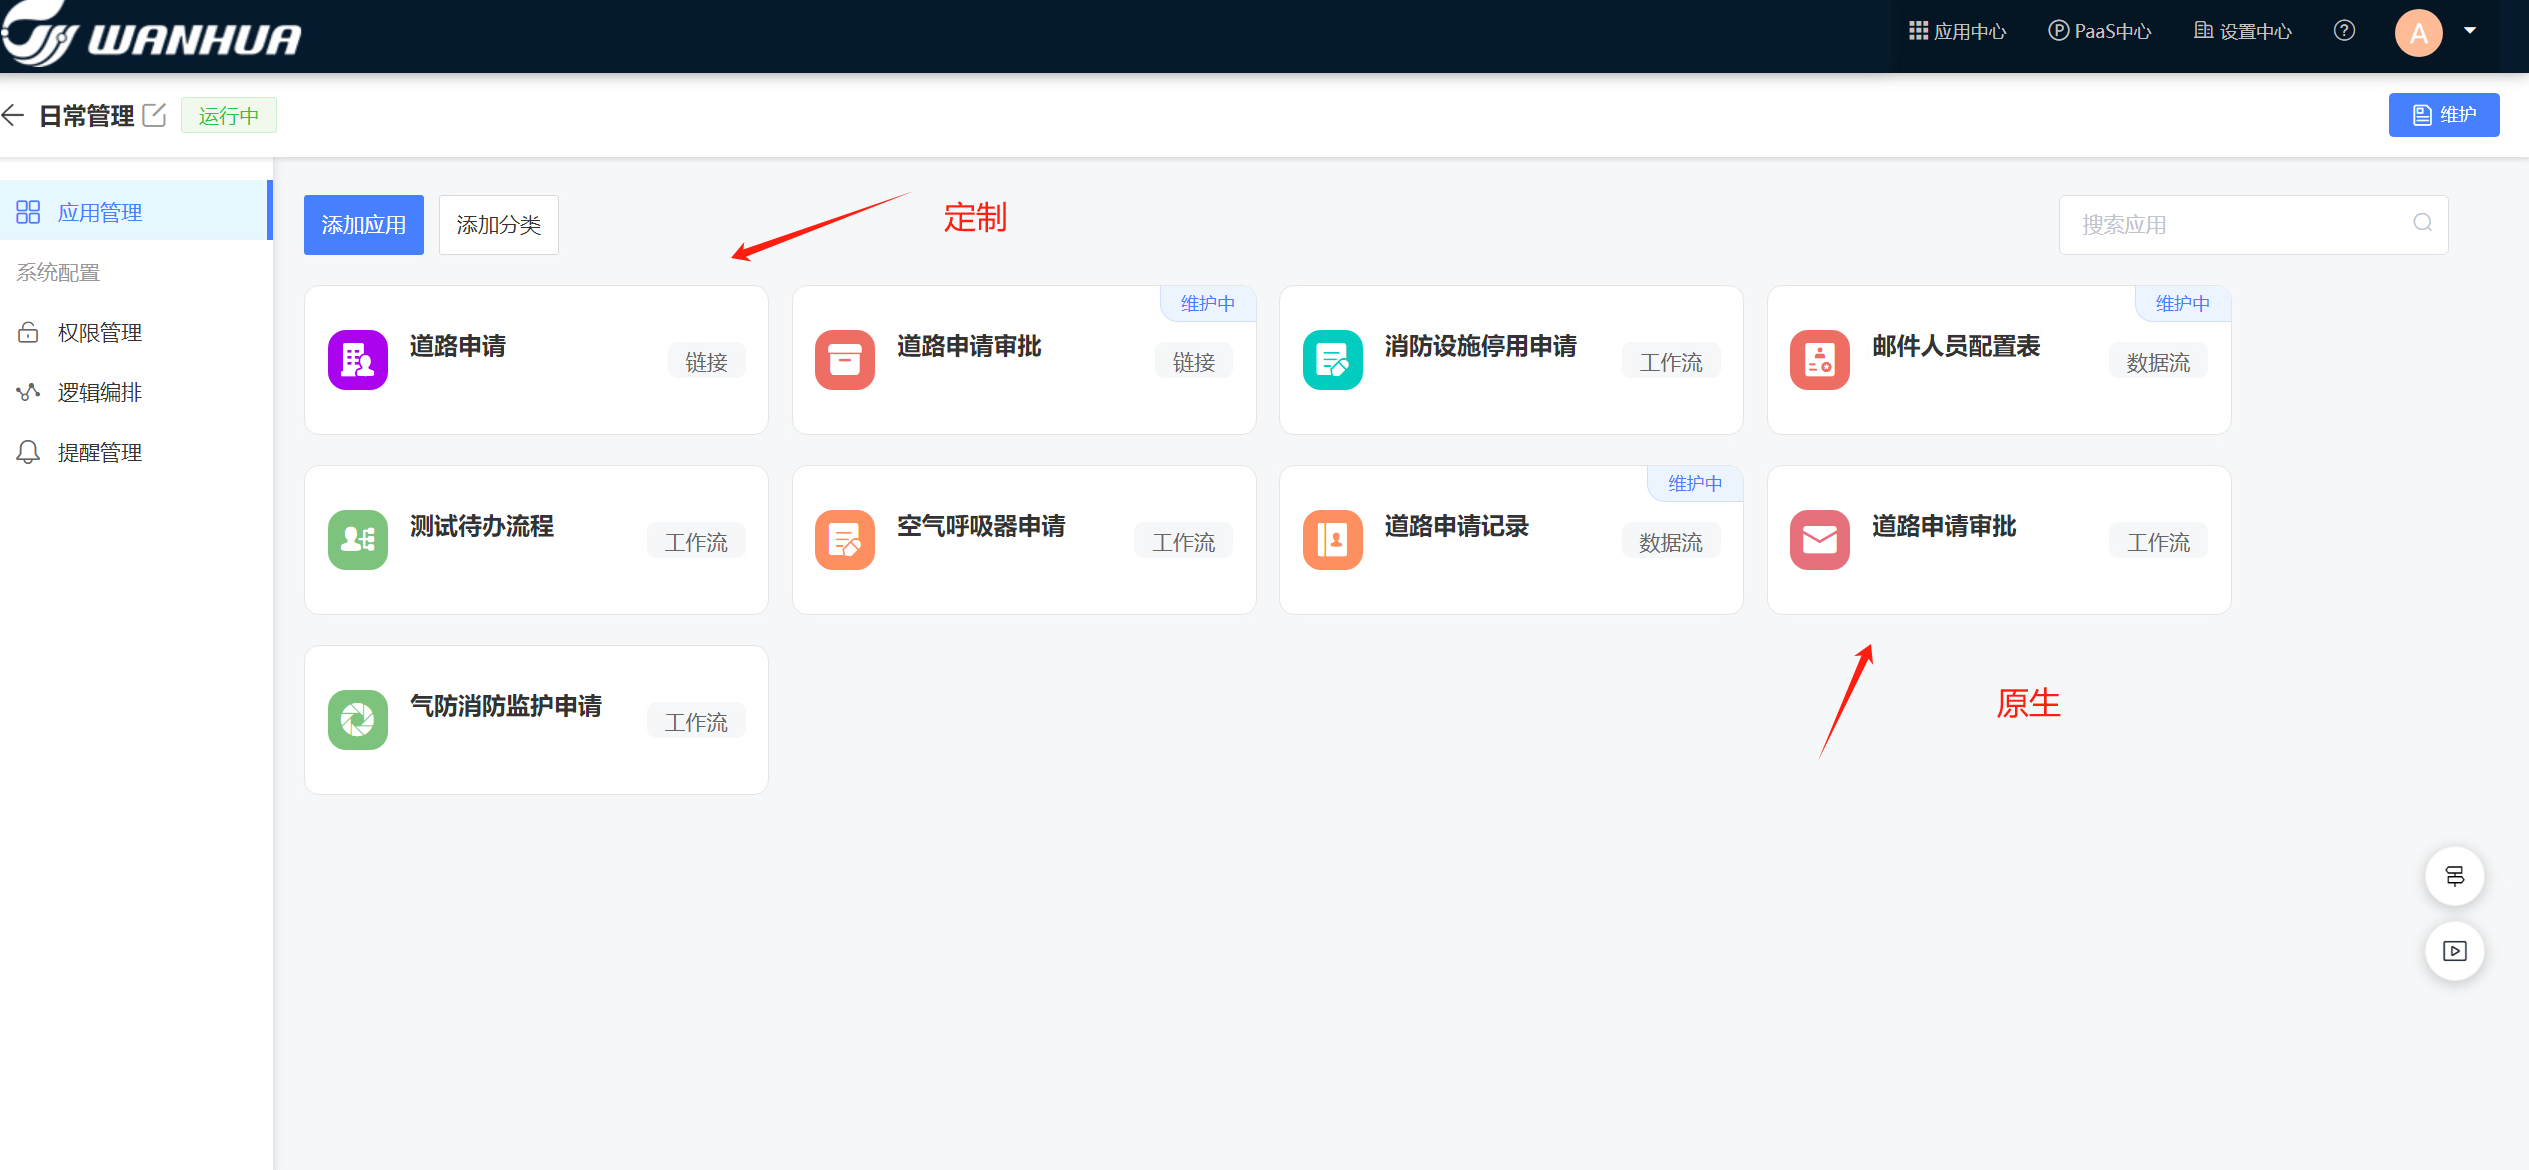 WANHUA
应用中心
PaaS中心
设置中心
A
日常管理
运行中
维护
应用管理
系统配置
权限管理
逻辑编排
提醒管理
添加应用
添加分类
定制
搜索应用
道路申请
链接
维护中
道路申请审批
链接
消防设施停用申请
工作流
维护中
邮件人员配置表
数据流
测试待办流程
工作流
空气呼吸器申请
工作流
维护中
道路申请记录
数据流
道路申请审批
工作流
气防消防监护申请
工作流
原生